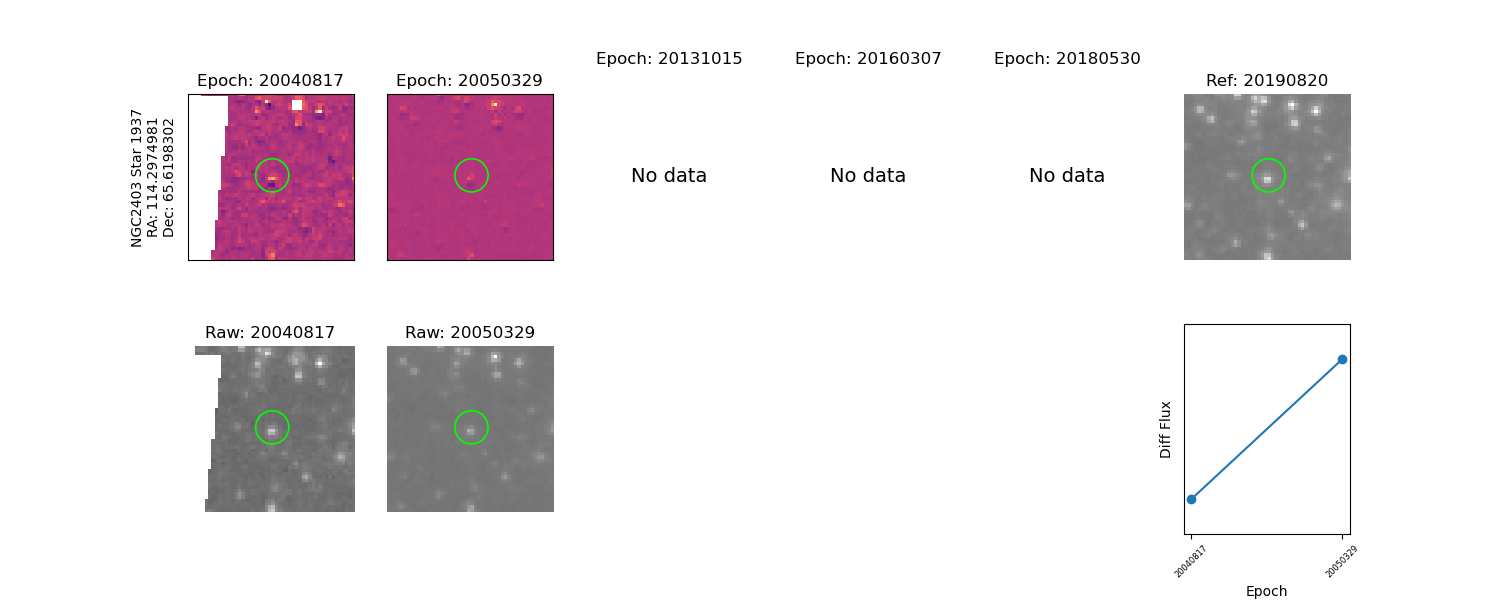 Epoch: 20040817
Epoch: 20050329
Epoch: 20131015
Epoch: 20160307
Epoch: 20180530
Ref: 20190820
NGC2403 Star 1937
RA: 114.2974981
Dec: 65.6198302
No data
No data
No data
Raw: 20040817
Raw: 20050329
Diff Flux
20040817
20050329
Epoch